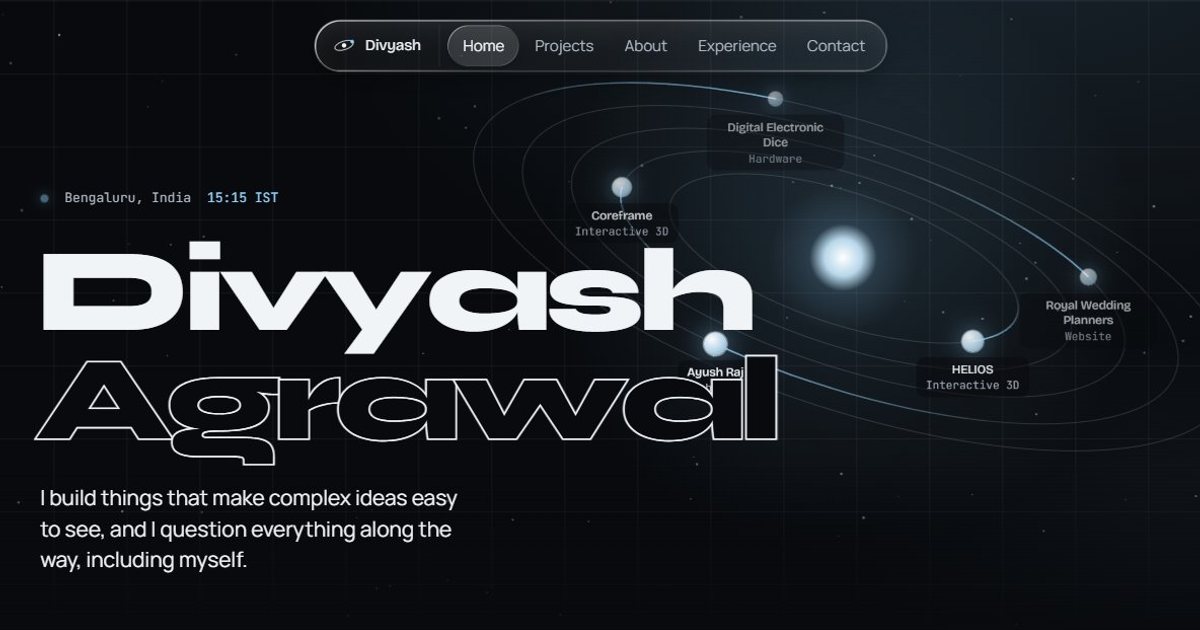 Divyash Home Projects About Experience Contact
Digital Electronic
Dice
Hardware
Bengaluru, India 15:15 IST
Coreframe
Interactive 3D
Divyash
Agrawal
Royal Wedding
Planners
Website
Ayush Raj
HELIOS
Interactive 3D
I build things that make complex ideas easy
to see, and I question everything along the
way, including myself.